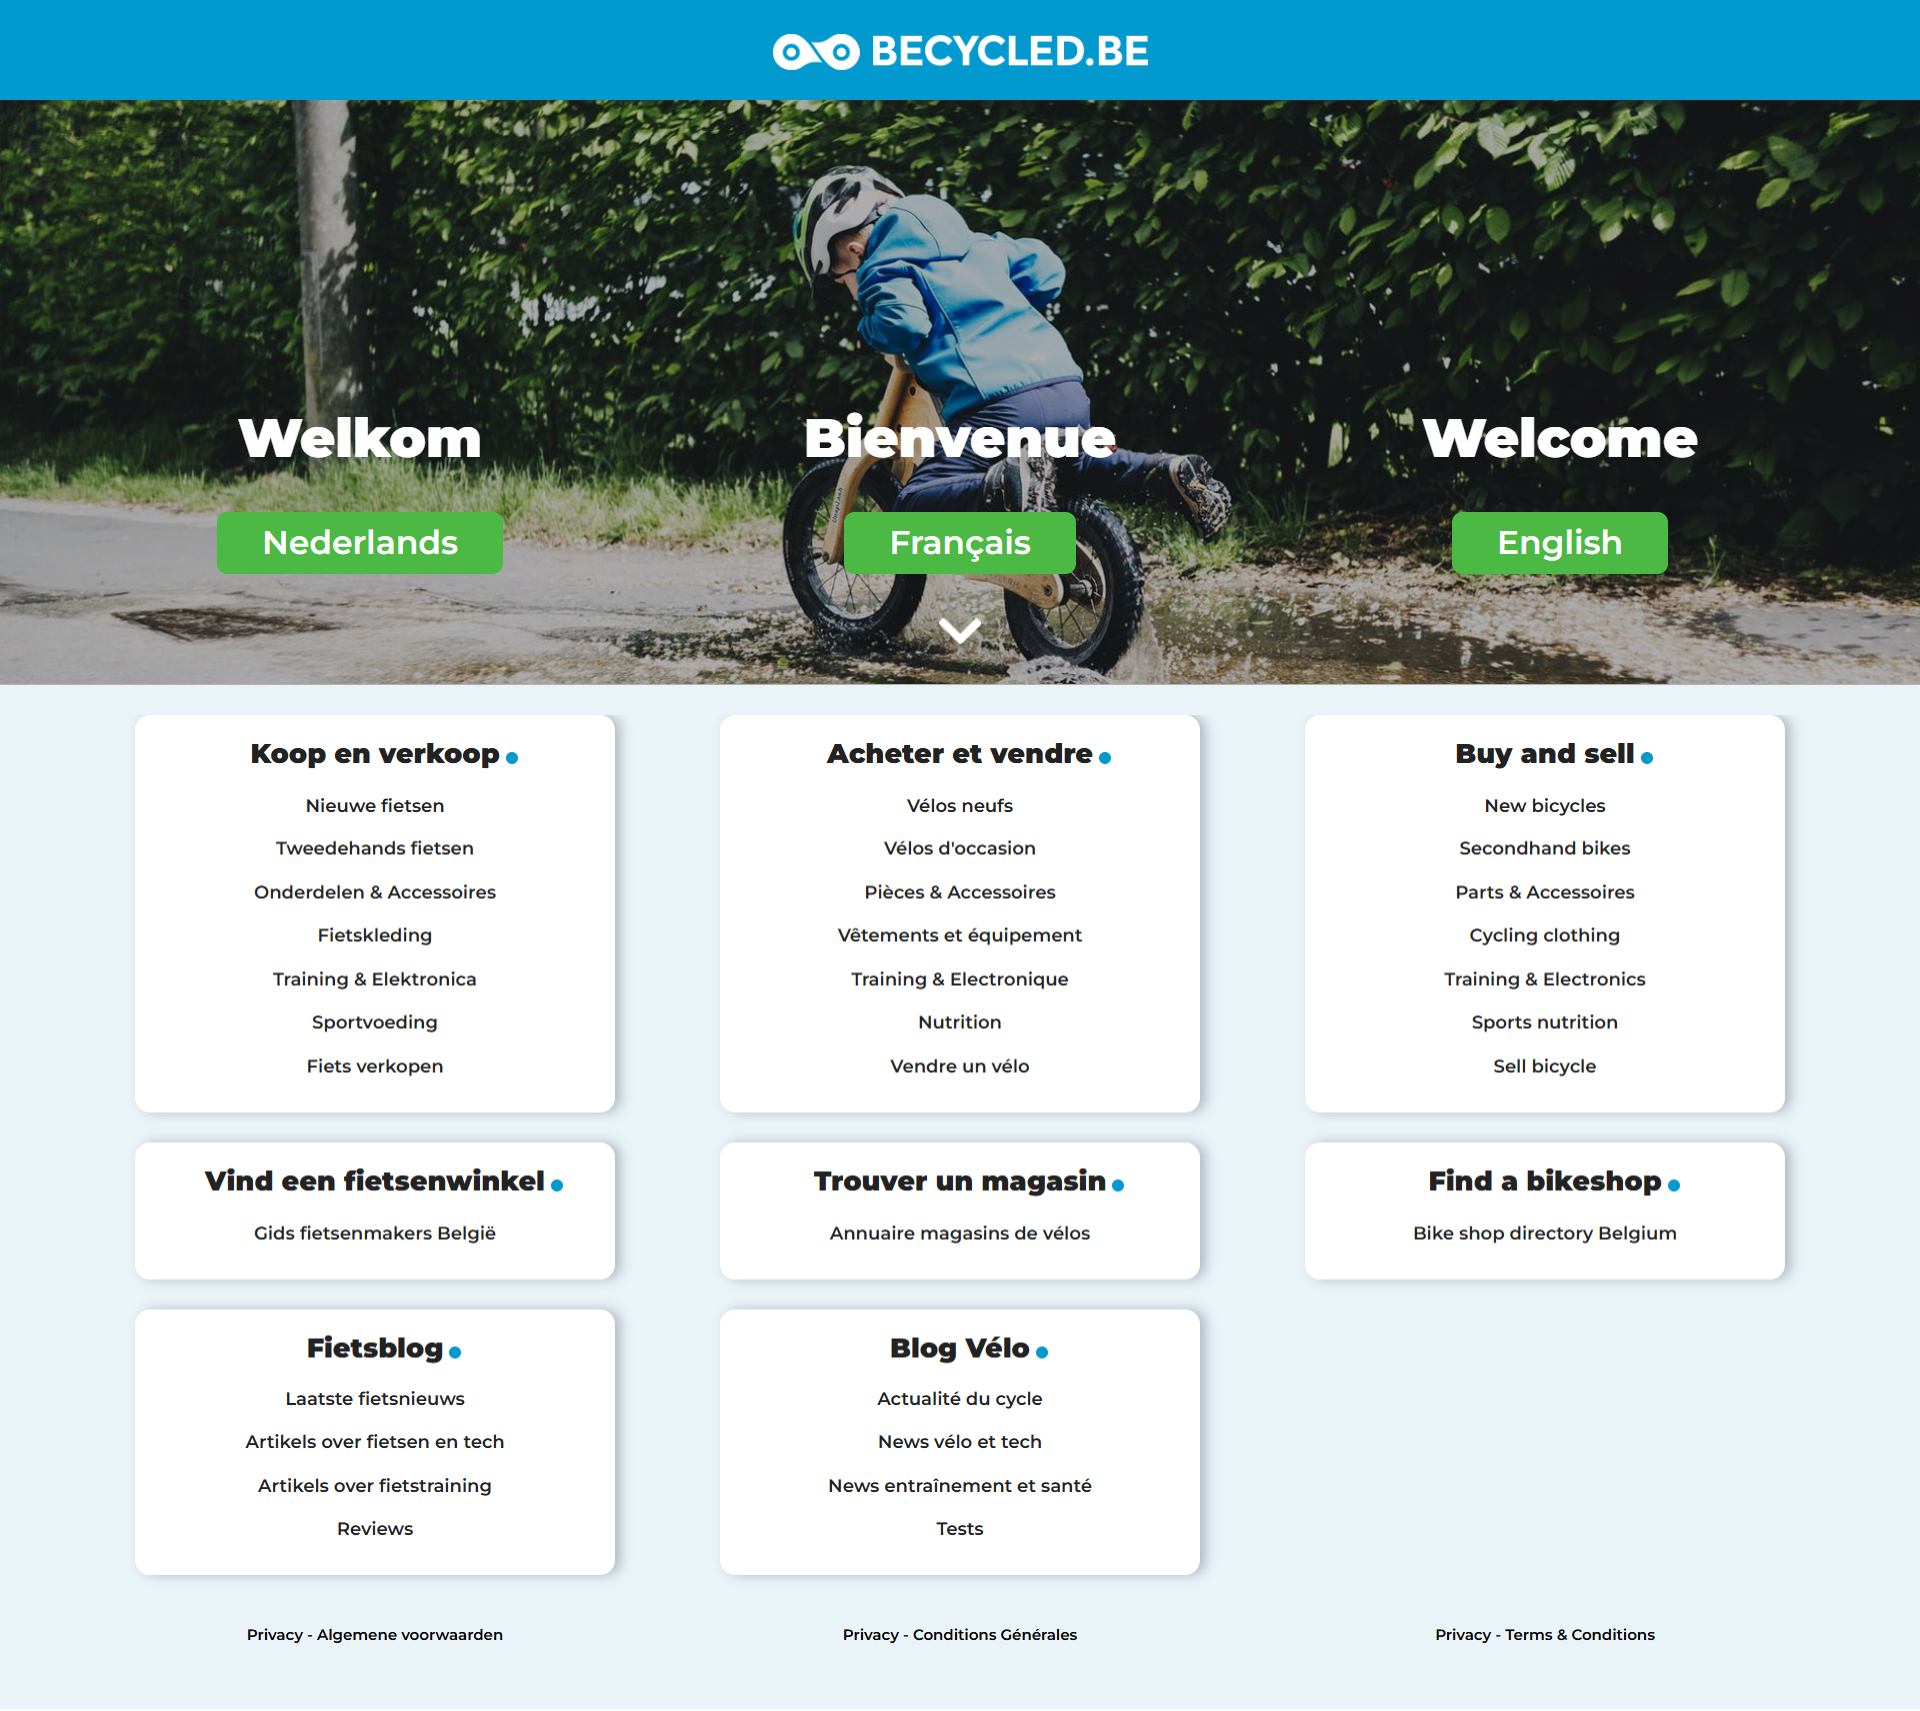 BECYCLED.BE
Welkom
Bienvenue
Welcome
Nederlands
Français
English
Koop en verkoop
Nieuwe fietsen
Tweedehands fietsen
Onderdelen & Accessoires
Fietskleding
Training & Elektronica
Sportvoeding
Fiets verkopen
Acheter et vendre
Vélos neufs
Vélos d'occasion
Pièces & Accessoires
Vêtements et équipement
Training & Electronique
Nutrition
Vendre un vélo
Buy and sell
New bicycles
Secondhand bikes
Parts & Accessoires
Cycling clothing
Training & Electronics
Sports nutrition
Sell bicycle
Vind een fietsenwinkel
Gids fietsenmakers België
Trouver un magasin
Annuaire magasins de vélos
Find a bikeshop
Bike shop directory Belgium
Fietsblog
Laatste fietsnieuws
Artikels over fietsen en tech
Artikels over fietstraining
Reviews
Blog Vélo
Actualité du cycle
News vélo et tech
News entraînement et santé
Tests
Privacy - Algemene voorwaarden
Privacy - Conditions Générales
Privacy - Terms & Conditions